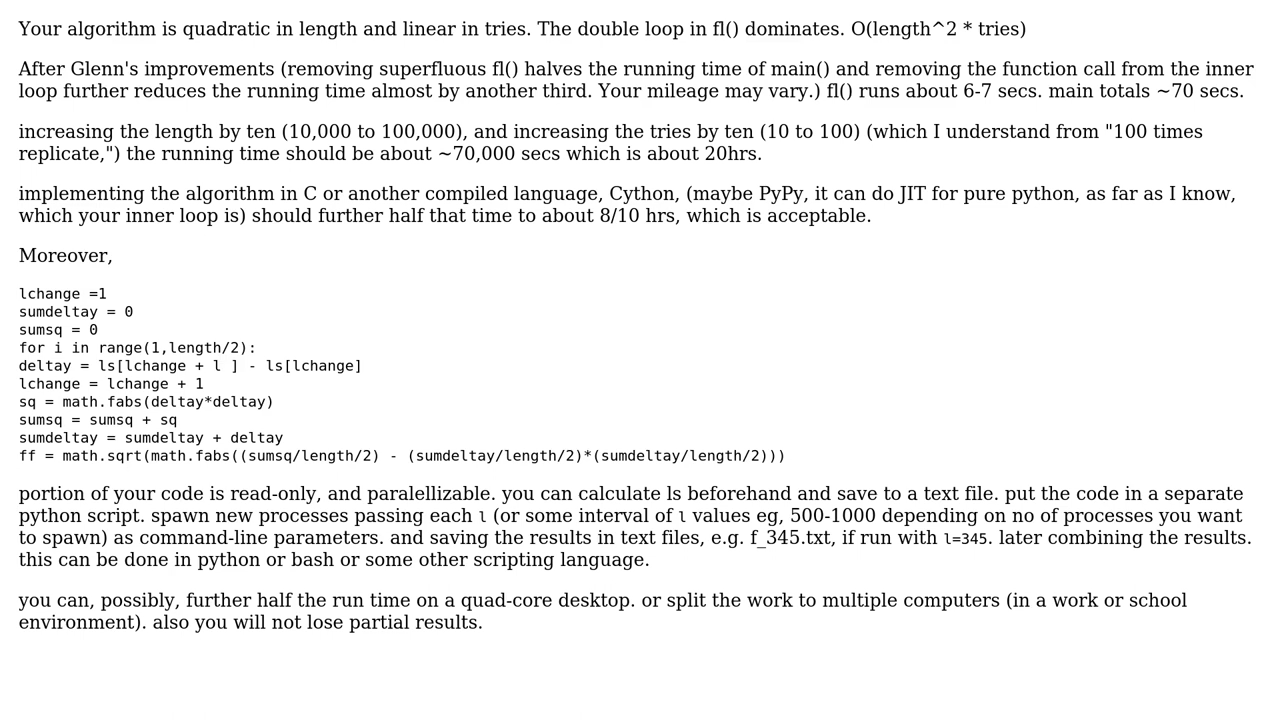 Your algorithm is quadratic in length and linear in tries. The double loop in fl() dominates. O(length^2 * tries)
After Glenn's improvements (removing superfluous fl() halves the running time of main() and removing the function call from the inner
loop further reduces the running time almost by another third. Your mileage may vary.) fl() runs about 6-7 secs. main totals ~70 secs.
increasing the length by ten (10,000 to 100,000), and increasing the tries by ten (10 to 100) (which I understand from "100 times
replicate,") the running time should be about ~70,000 secs which is about 20hrs.
implementing the algorithm in C or another compiled language, Cython, (maybe PyPy, it can do JIT for pure python, as far as I know,
which your inner loop is) should further half that time to about 8/10 hrs, which is acceptable.
Moreover,
lchange =1
sumdeltay = 0
sumsq = 0
for i in range(1,length/2):
deltay = ls[lchange + l ] - ls[lchange]
lchange = lchange + 1
sq = math.fabs(deltay*deltay)
sumsq = sumsq + sq
sumdeltay = sumdeltay + deltay
ff = math.sqrt(math.fabs((sumsq/length/2) - (sumdeltay/length/2)*(sumdeltay/length/2)))
portion of your code is read-only, and paralellizable. you can calculate ls beforehand and save to a text file. put the code in a separate
python script. spawn new processes passing each l (or some interval of l values eg, 500-1000 depending on no of processes you want
to spawn) as command-line parameters. and saving the results in text files, e.g. f_345.txt, if run with l=345. later combining the results.
this can be done in python or bash or some other scripting language.
you can, possibly, further half the run time on a quad-core desktop. or split the work to multiple computers (in a work or school
environment). also you will not lose partial results.